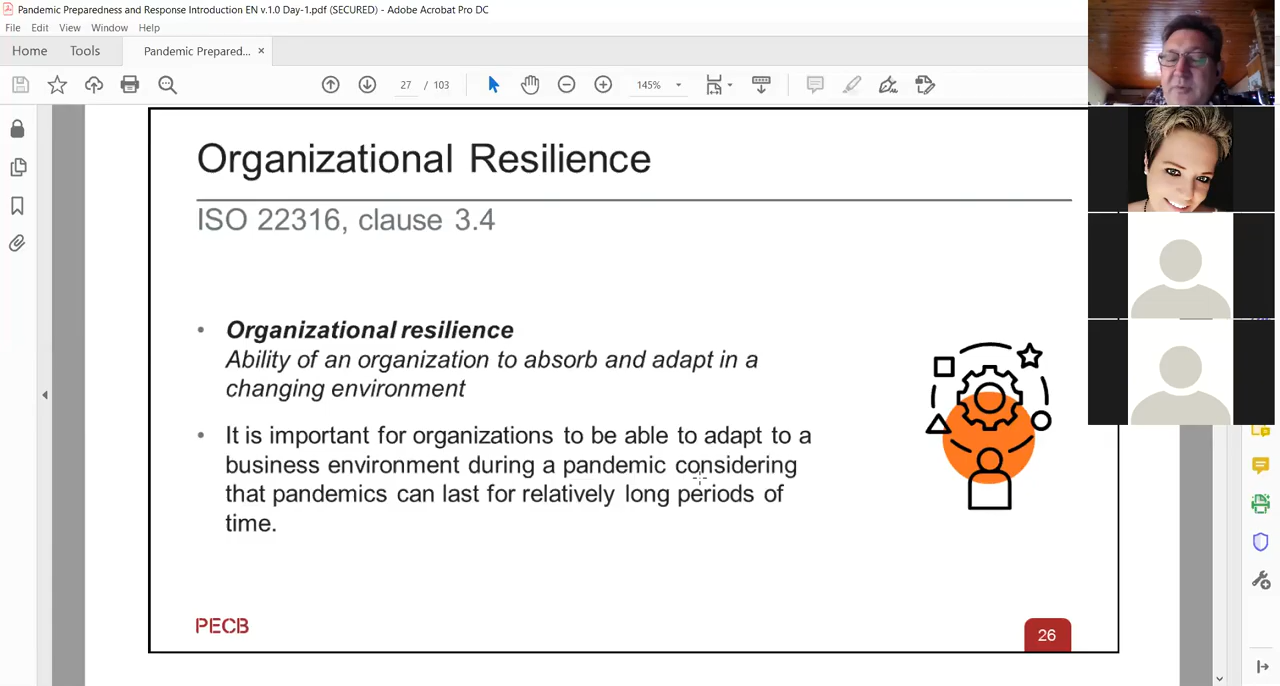 Pandemic Preparedness and Response Introduction EN v.1.0 Day-1.pdf (SECURED) - Adobe Acrobat Pro DC
File Edit View Window Help
Home Tools Pandemic Prepared... ×
27 / 103 145%
Organizational Resilience
ISO 22316, clause 3.4
• Organizational resilience
Ability of an organization to absorb and adapt in a
changing environment
• It is important for organizations to be able to adapt to a
business environment during a pandemic considering
that pandemics can last for relatively long periods of
time.
PECB
26